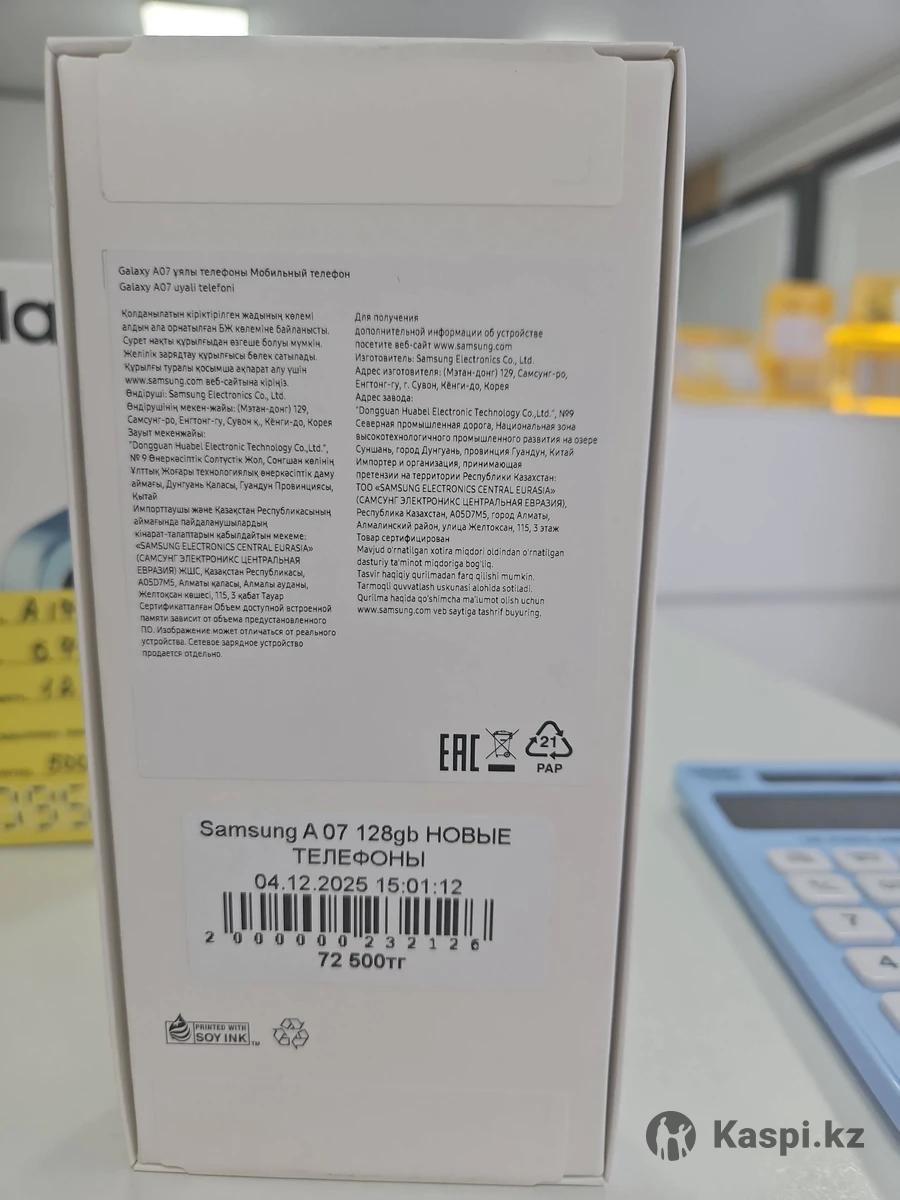 Galaxy A07 ұялы телефоны Мобильный телефон
Galaxy A07 uyali telefoni
Қолданылатын кіріктірілген жадының көлемі
алдын ала орнатылған БЖ көлеміне байланысты.
Сурет нақты құрылғыдан өзгеше болуы мүмкін.
Желілік зарядтау құрылғысы бөлек сатылады.
Құрылғы туралы қосымша ақпарат алу үшін
www.samsung.com веб-сайтына кіріңіз.
Өндіруші: Samsung Electronics Co., Ltd.
Өндірушінің мекен-жайы: (Мэтан-донг) 129,
Самсунг-ро, Енгтонг-гу, Сувон қ., Кёнги-до, Корея
Зауыт мекенжайы:
"Dongguan Huabel Electronic Technology Co.,Ltd.",
№ 9 Өнеркәсіптік Солтүстік Жол, Сонгшан көлінің
Ұлттық Жоғары технологиялық өнеркәсіптік даму
аймағы, Дунгуань Қаласы, Гуандун Провинциясы,
Қытай
Импорттаушы және Қазақстан Республикасының
аймағында пайдаланушылардың
кінарат-талаптарын қабылдайтын мекеме:
«SAMSUNG ELECTRONICS CENTRAL EURASIA»
(САМСУНГ ЭЛЕКТРОНИКС ЦЕНТРАЛЬНАЯ
ЕВРАЗИЯ) ЖШС, Қазақстан Республикасы,
A05D7M5, Алматы қаласы, Алмалы ауданы,
Желтоқсан көшесі, 115, 3 қабат Тауар
Сертификатталған Объем доступной встроенной
памяти зависит от объема предустановленного
ПО. Изображение может отличаться от реального
устройства. Сетевое зарядное устройство
продается отдельно.
Для получения
дополнительной информации об устройстве
посетите веб-сайт www.samsung.com
Изготовитель: Samsung Electronics Co., Ltd.
Адрес изготовителя: (Мэтан-донг) 129, Самсунг-ро,
Енгтонг-гу, г. Сувон, Кёнги-до, Корея
Адрес завода:
"Dongguan Huabel Electronic Technology Co.,Ltd.", №9
Северная промышленная дорога, Национальная зона
высокотехнологичного промышленного развития на озере
Суншань, город Дунгуань, провинция Гуандун, Китай
Импортер и организация, принимающая
претензии на территории Республики Казахстан:
ТОО «SAMSUNG ELECTRONICS CENTRAL EURASIA»
(САМСУНГ ЭЛЕКТРОНИКС ЦЕНТРАЛЬНАЯ ЕВРАЗИЯ),
Республика Казахстан, A05D7M5, город Алматы,
Алмалинский район, улица Желтоксан, 115, 3 этаж
Товар сертифицирован
Mavjud o'rnatilgan xotira miqdori oldindan o'rnatilgan
dasturiy ta'minot miqdoriga bog'liq.
Tasvir haqiqiy qurilmadan farq qilishi mumkin.
Tarmoqli quvvatlash uskunasi alohida sotiladi.
Qurilma haqida qo'shimcha ma'lumot olish uchun
www.samsung.com veb saytiga tashrif buyuring.
EAC
21
PAP
Samsung A 07 128gb НОВЫЕ
ТЕЛЕФОНЫ
04.12.2025 15:01:12
2 000000 232126
72 500тг
PRINTED WITH
SOY INK™
Kaspi.kz